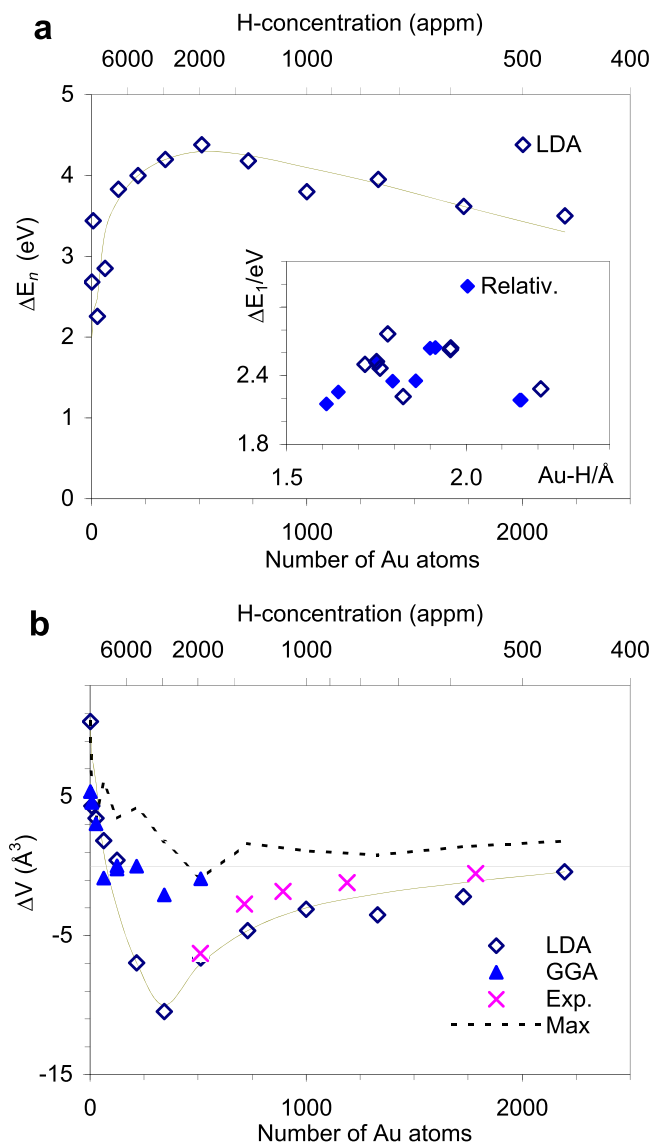 a
H-concentration (appm)
6000 2000 1000 500 400
5
4
3
2
1
0
ΔEn (eV)
LDA
ΔE1/eV
Relativ.
2.4
1.8
1.5 2.0 Au-H/Å
0 1000 2000
Number of Au atoms
b
H-concentration (appm)
6000 2000 1000 500 400
5
-5
-15
ΔV (Å³)
LDA
GGA
Exp.
Max
0 1000 2000
Number of Au atoms